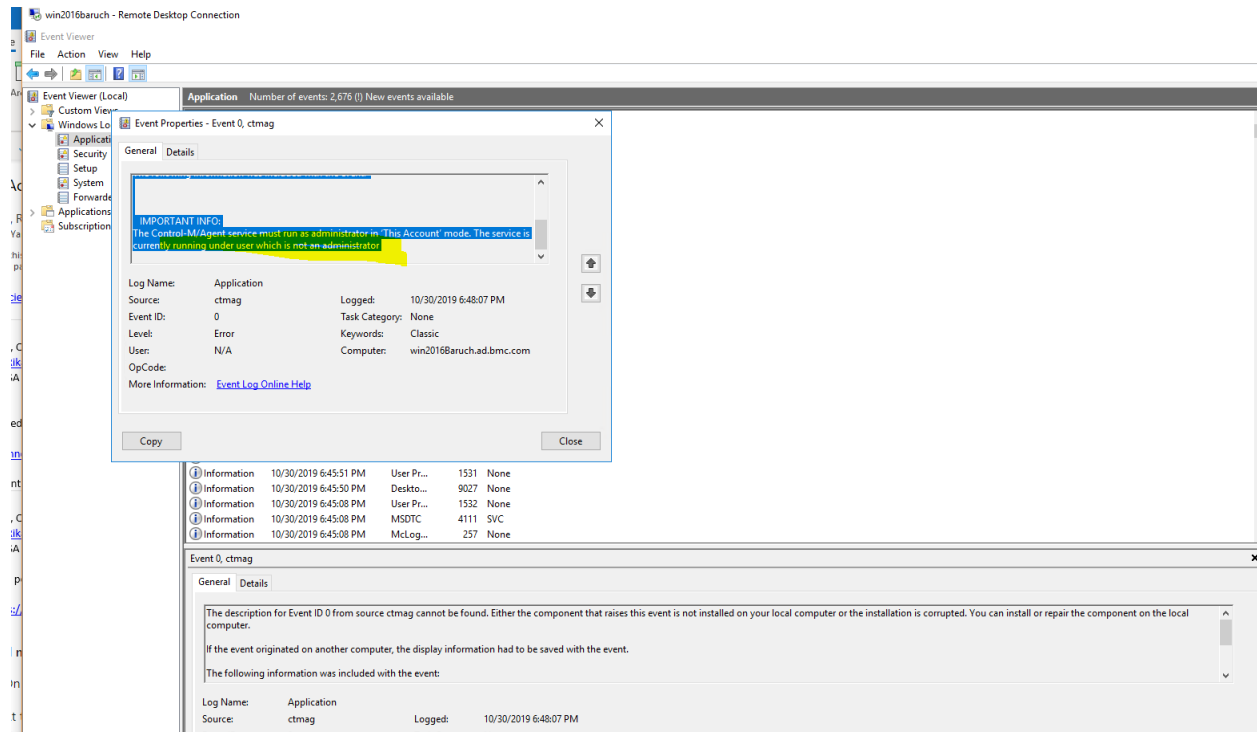 win2016baruch - Remote Desktop Connection
Event Viewer
File Action View Help
Event Viewer (Local)
Custom Views
Windows Lo
Applicati
Security
Setup
System
Forwarde
Applications
Subscription
Application Number of events: 2,676 (!) New events available
Event Properties - Event 0, ctmag
General Details
IMPORTANT INFO:
The Control-M/Agent service must run as administrator in 'This Account' mode. The service is
currently running under user which is not an administrator
Log Name: Application
Source: ctmag Logged: 10/30/2019 6:48:07 PM
Event ID: 0 Task Category: None
Level: Error Keywords: Classic
User: N/A Computer: win2016Baruch.ad.bmc.com
OpCode:
More Information: Event Log Online Help
Copy Close
Information 10/30/2019 6:45:51 PM User Pr... 1531 None
Information 10/30/2019 6:45:50 PM Deskto... 9027 None
Information 10/30/2019 6:45:08 PM User Pr... 1532 None
Information 10/30/2019 6:45:08 PM MSDTC 4111 SVC
Information 10/30/2019 6:45:08 PM McLog... 257 None
Event 0, ctmag
General Details
The description for Event ID 0 from source ctmag cannot be found. Either the component that raises this event is not installed on your local computer or the installation is corrupted. You can install or repair the component on the local
computer.
If the event originated on another computer, the display information had to be saved with the event.
The following information was included with the event:
Log Name: Application
Source: ctmag Logged: 10/30/2019 6:48:07 PM